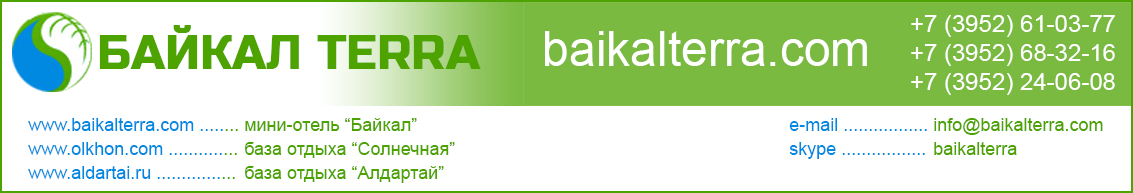 БАЙКАЛ TERRA
baikalterra.com
+7 (3952) 61-03-77
+7 (3952) 68-32-16
+7 (3952) 24-06-08
www.baikalterra.com ........ мини-отель “Байкал”
www.olkhon.com .............. база отдыха “Солнечная”
www.aldartai.ru ................ база отдыха “Алдартай”
e-mail ................. info@baikalterra.com
skype ................. baikalterra